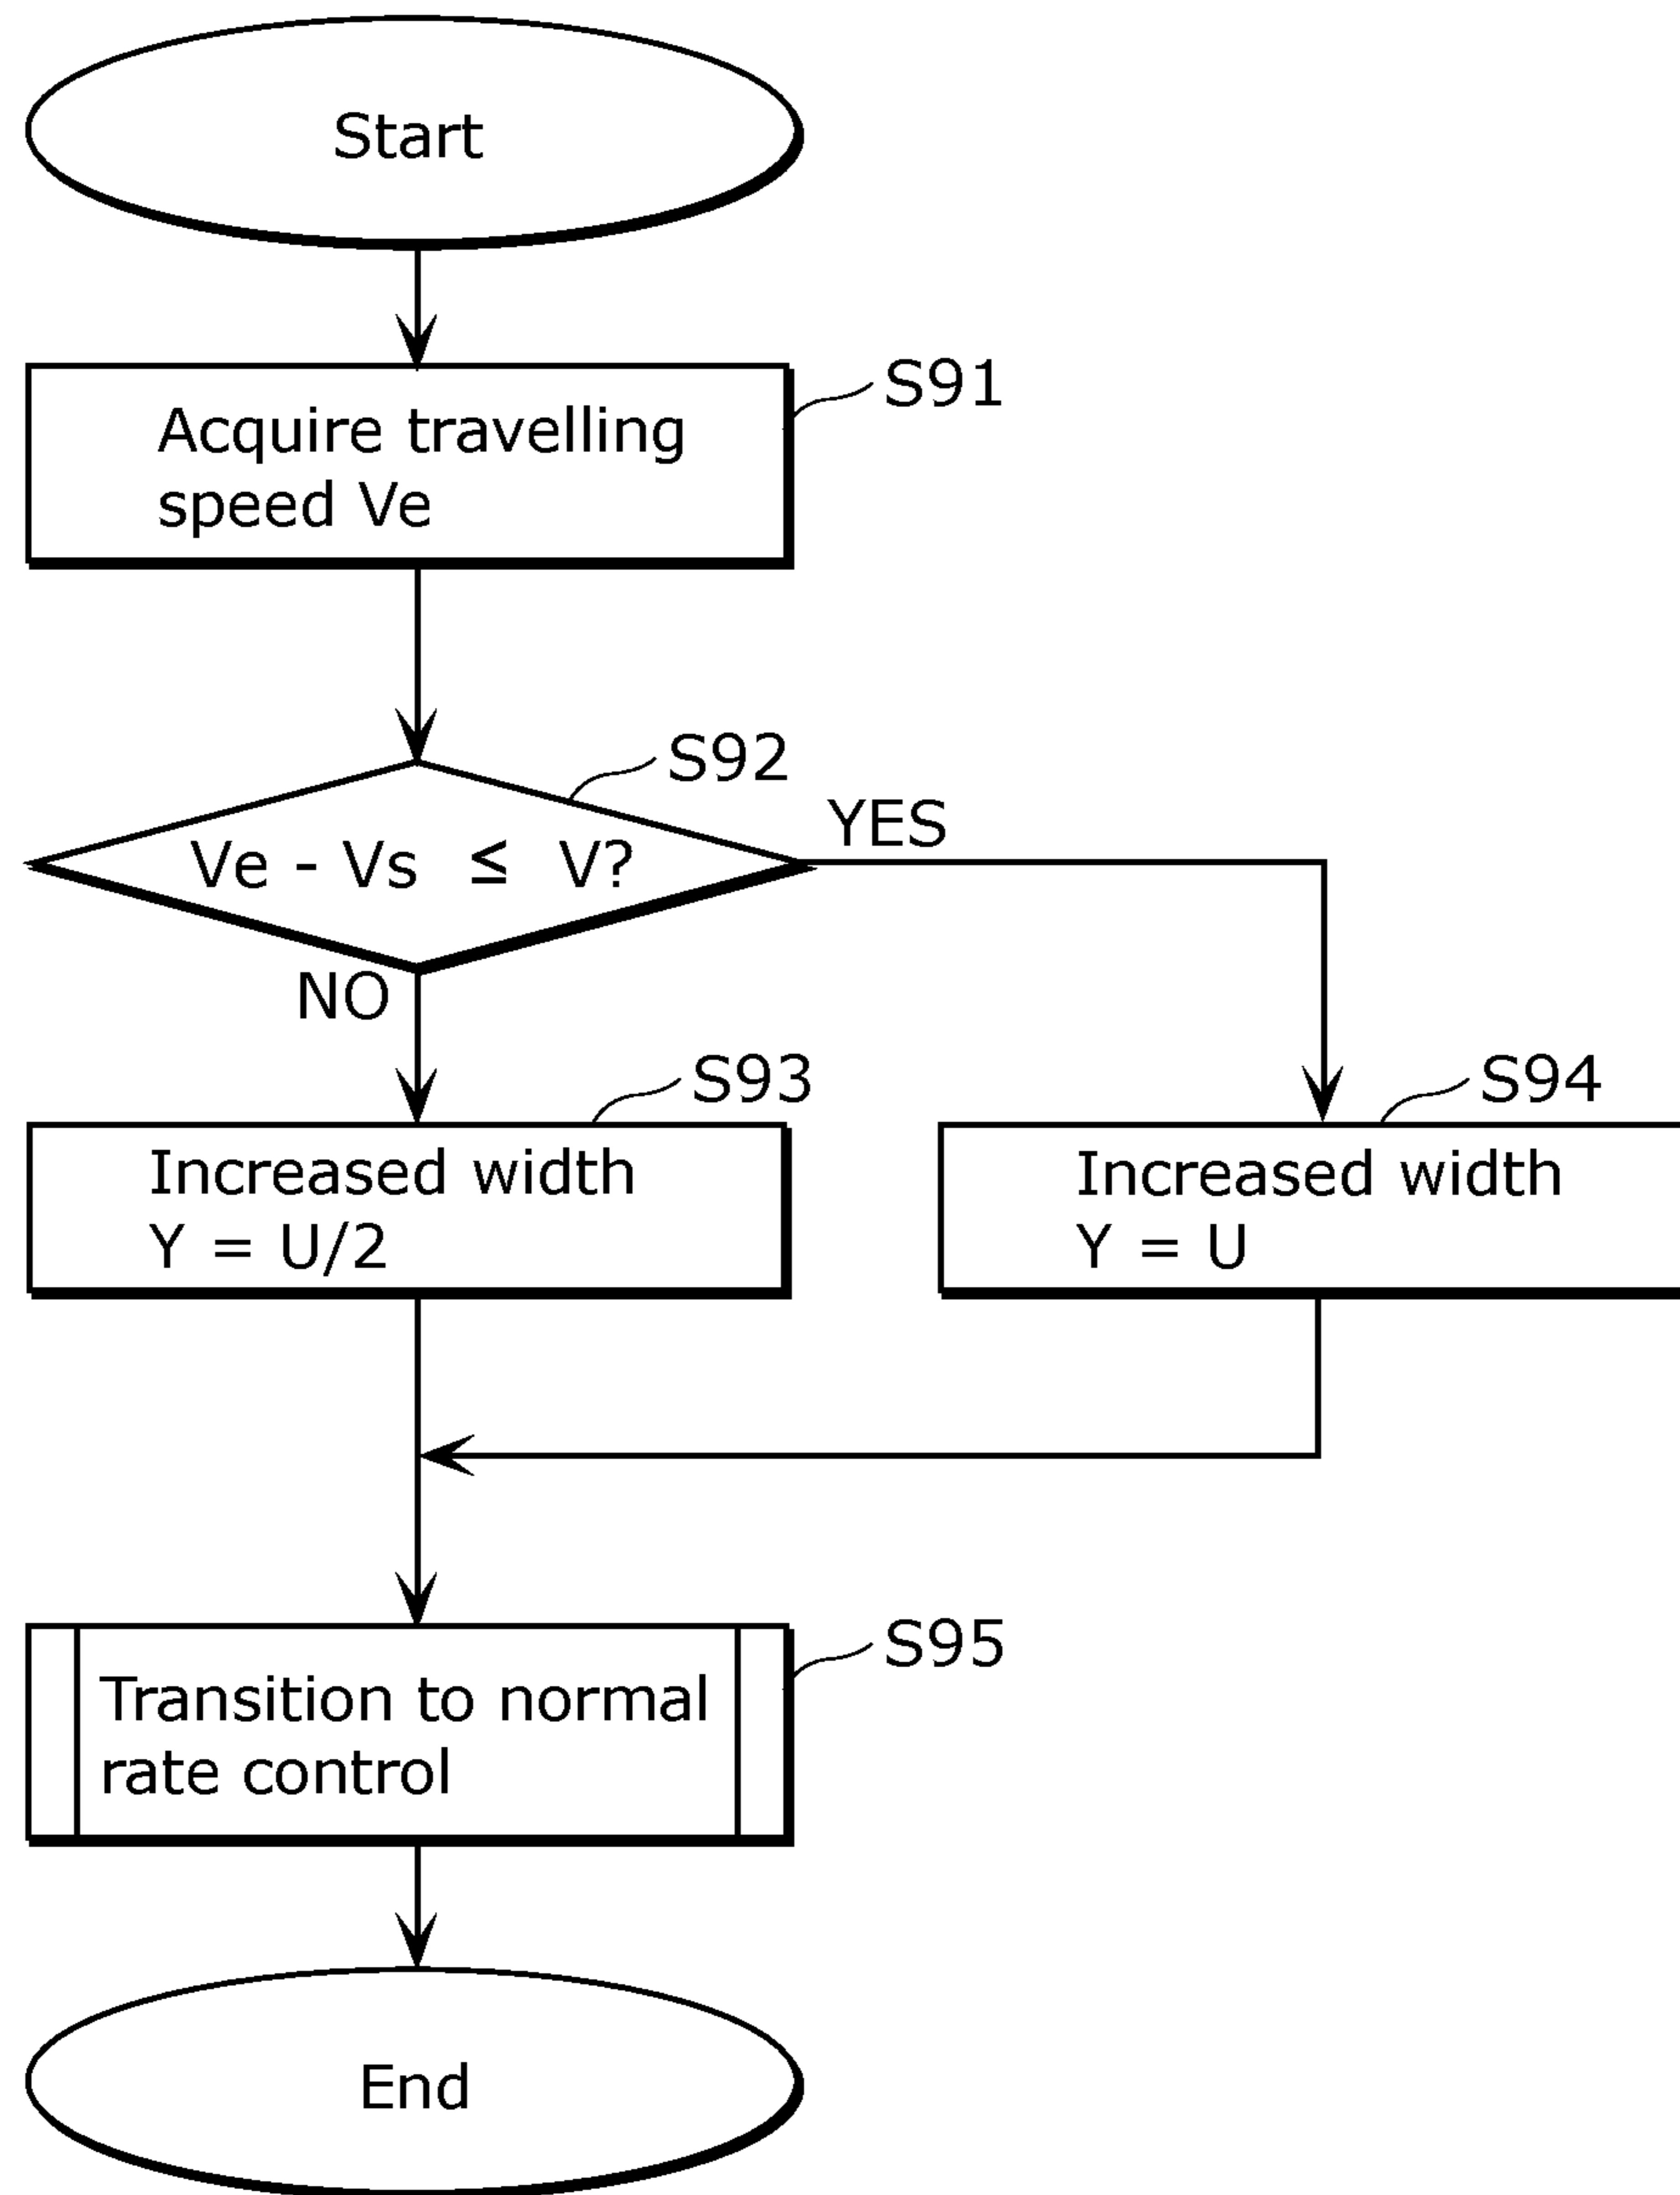 Start
S91
Acquire travelling
speed Ve
S92
Ve - Vs ≤ V?
YES
NO
S93
Increased width
Y = U/2
S94
Increased width
Y = U
S95
Transition to normal
rate control
End